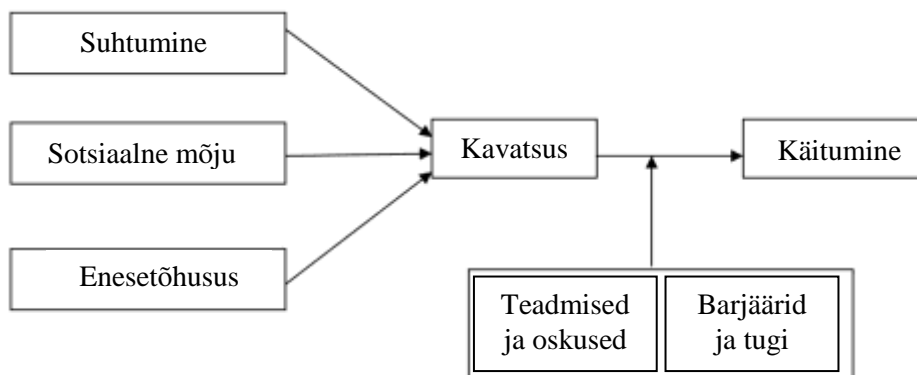 Suhtumine
Sotsiaalne mõju
Kavatsus
Käitumine
Enesetõhusus
Teadmised
ja oskused
Barjäärid
ja tugi